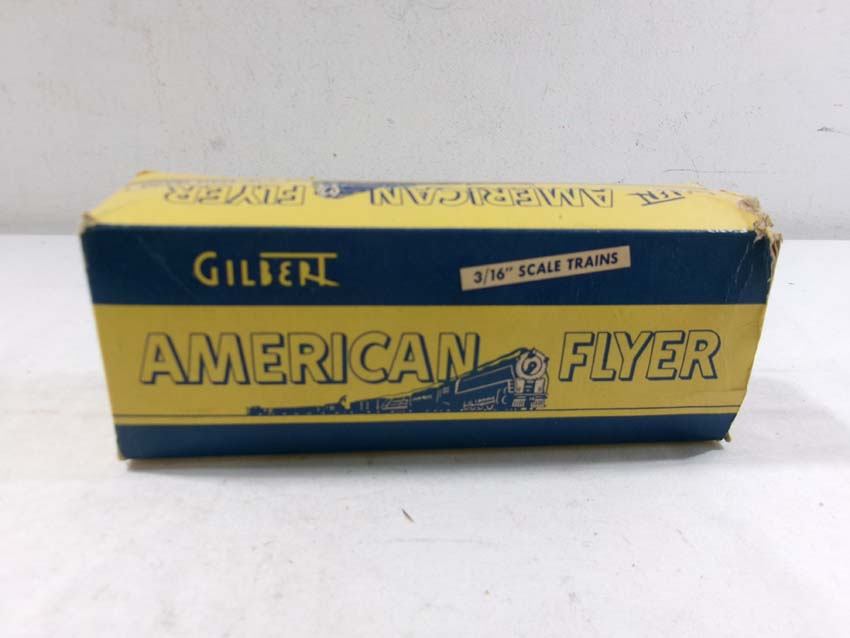 AMERICAN FLYER
GILBERT
3/16" SCALE TRAINS
AMERICAN FLYER